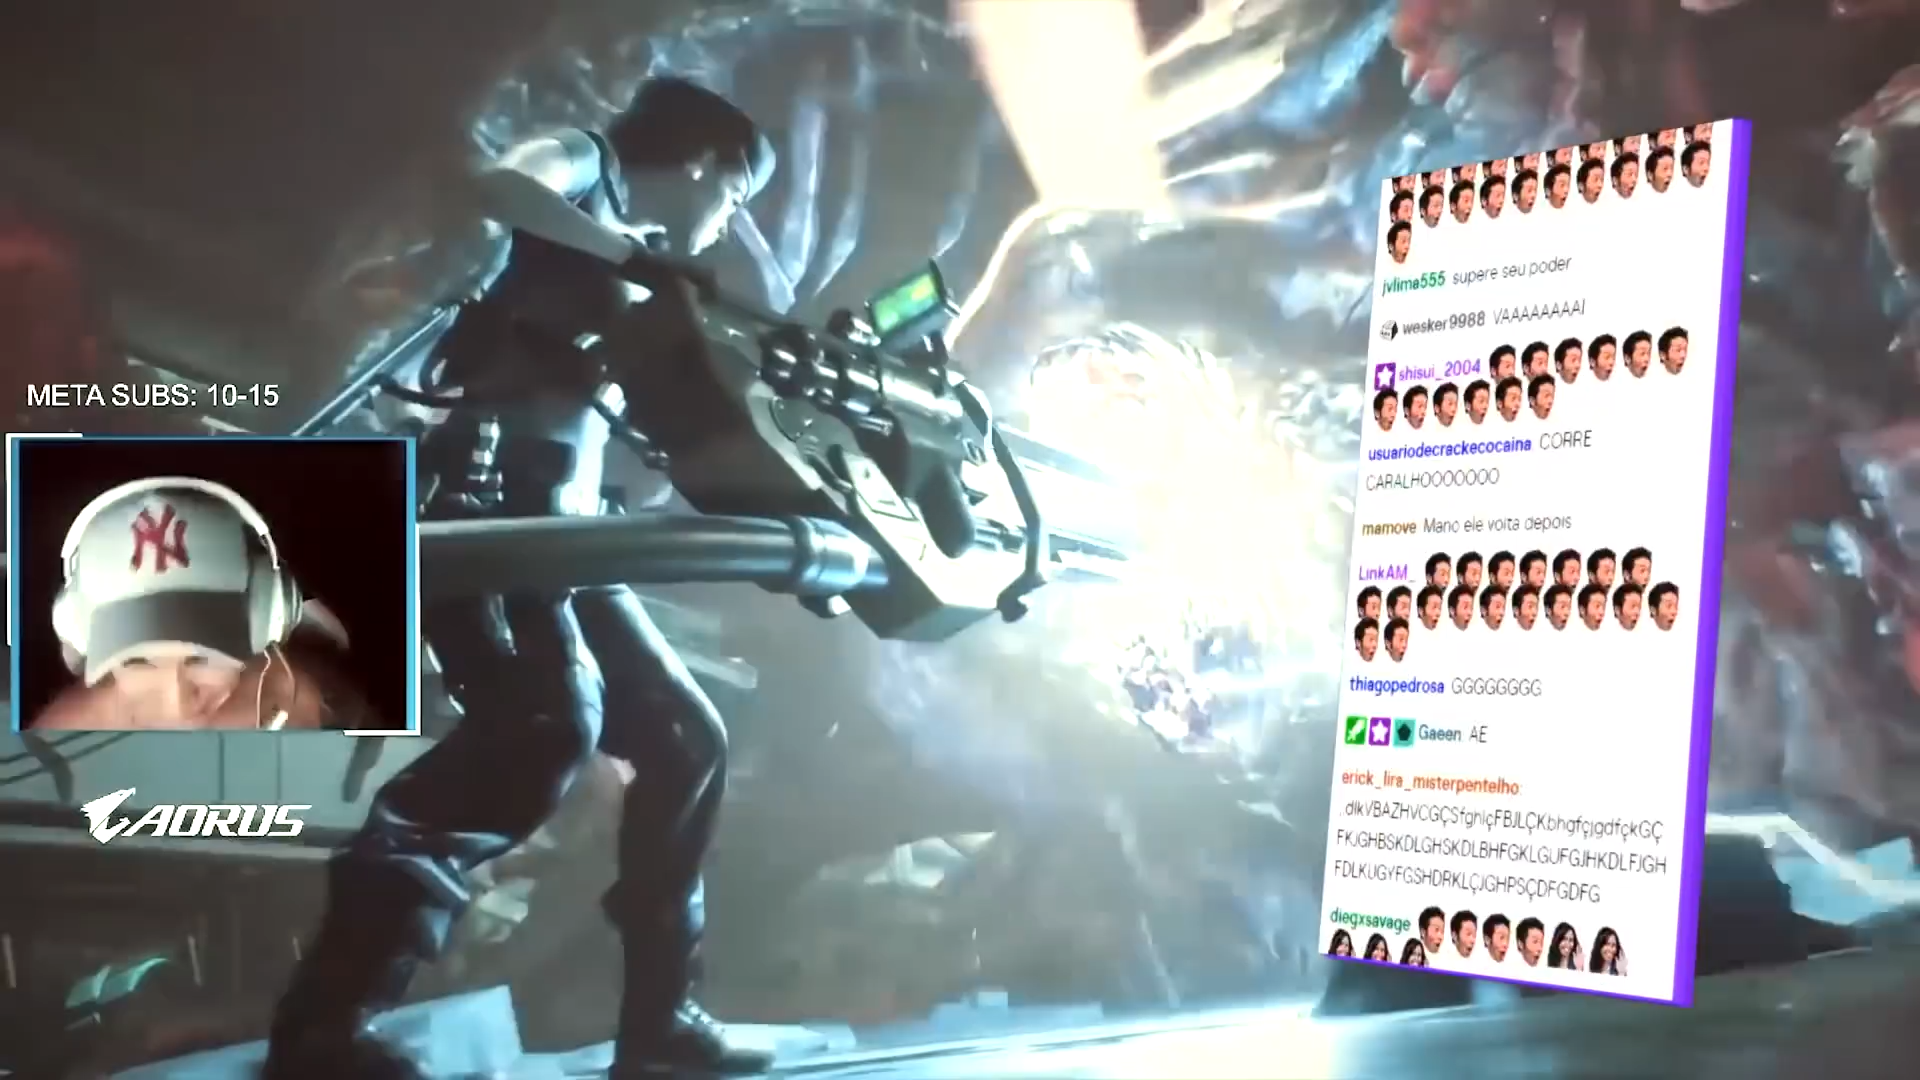 META SUBS: 10-15
NY
AORUS
jvlima555 supere seu poder
wesker9988 VAAAAAAAAI
shisui_2004
usuariodecrackecocaina CORRE
CARALHOOOOOOO
mamove Mano ele volta depois
LinkAM_
thiagopedrosa GGGGGGGG
Gaeen AE
erick_lira_misterpentelho:
diegxsavage